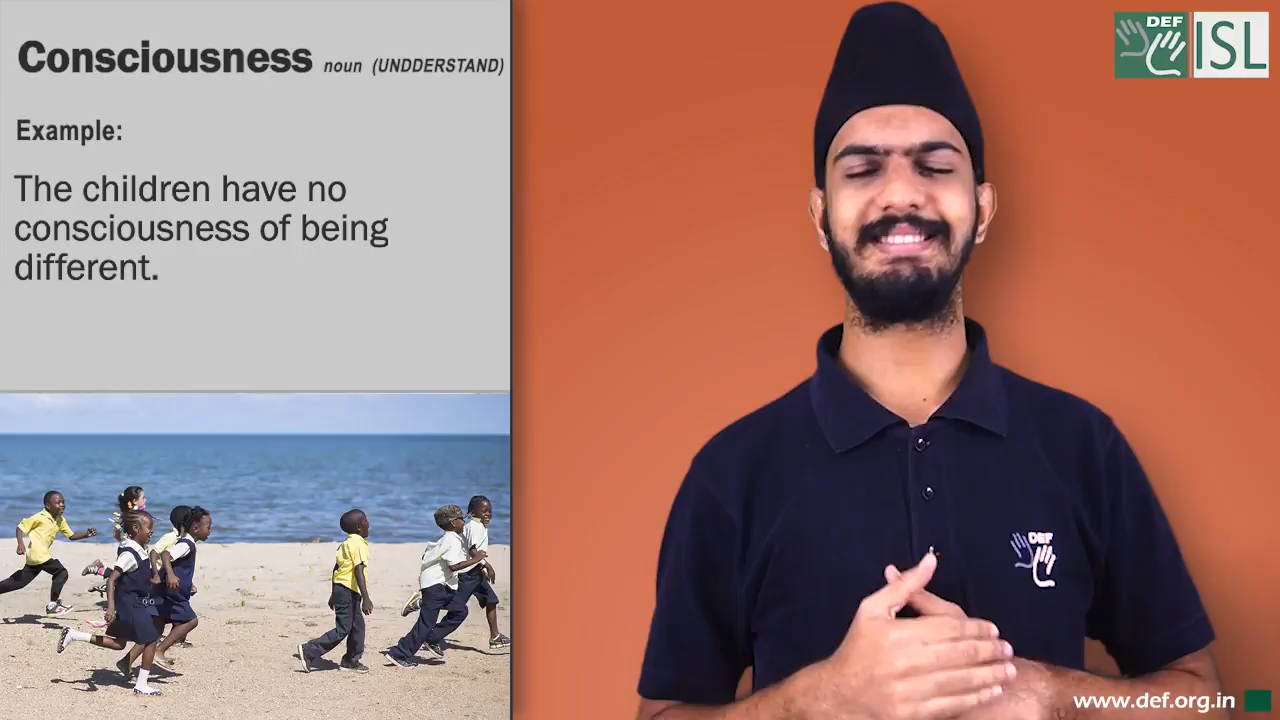 Consciousness noun (UNDDERSTAND)
Example:
The children have no
consciousness of being
different.
DEF
ISL
DEF
www.def.org.in